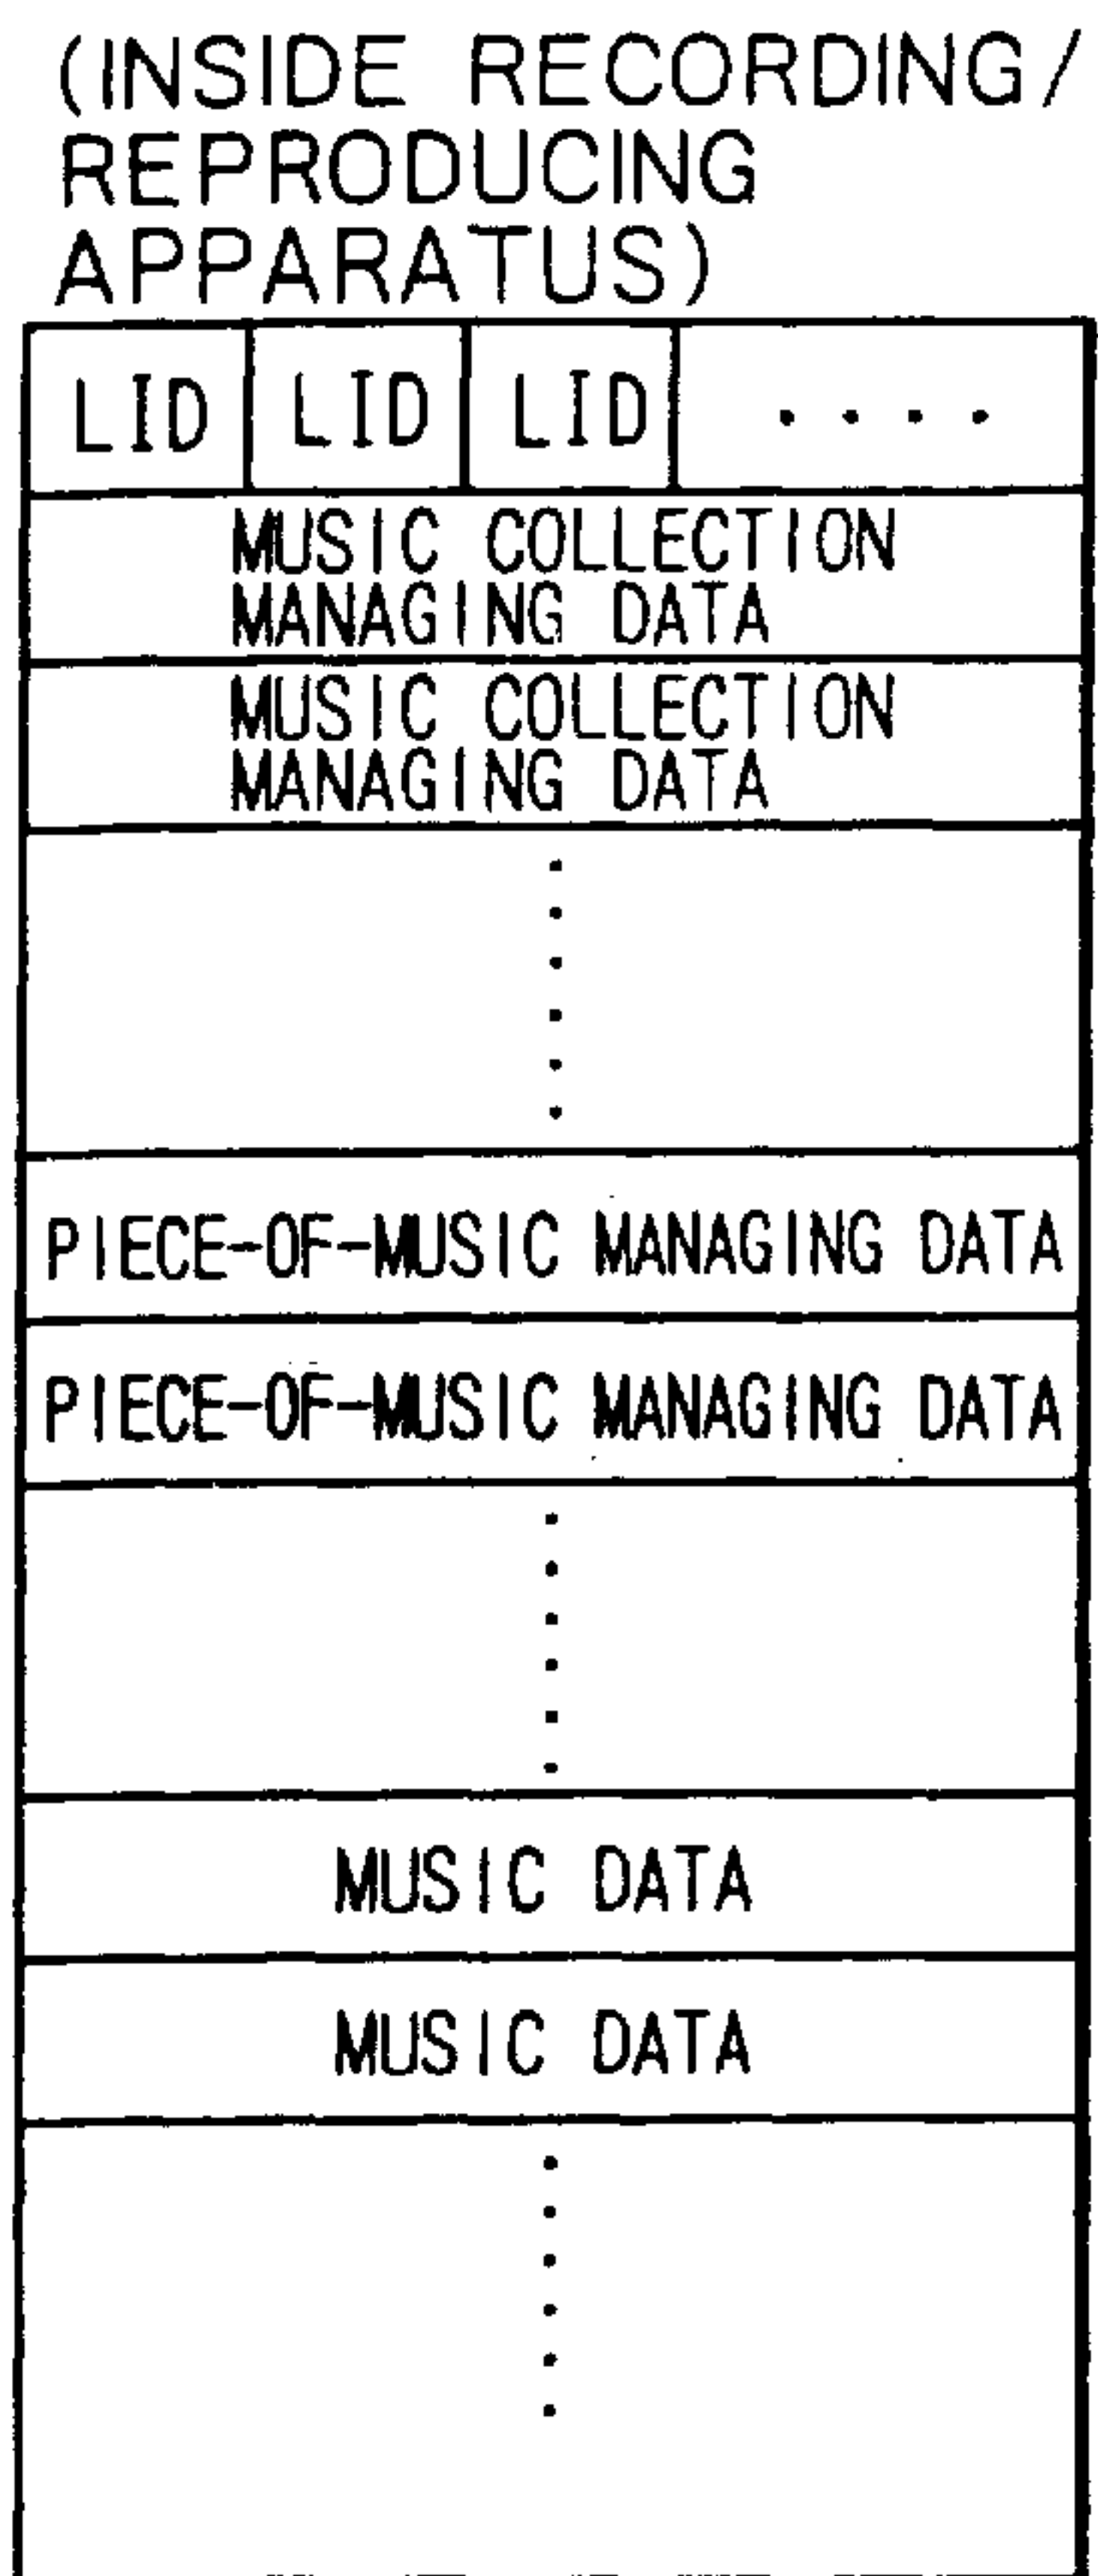 (INSIDE RECORDING/
REPRODUCING
APPARATUS)
LID LID LID ....
MUSIC COLLECTION
MANAGING DATA
MUSIC COLLECTION
MANAGING DATA
PIECE-OF-MUSIC MANAGING DATA
PIECE-OF-MUSIC MANAGING DATA
MUSIC DATA
MUSIC DATA